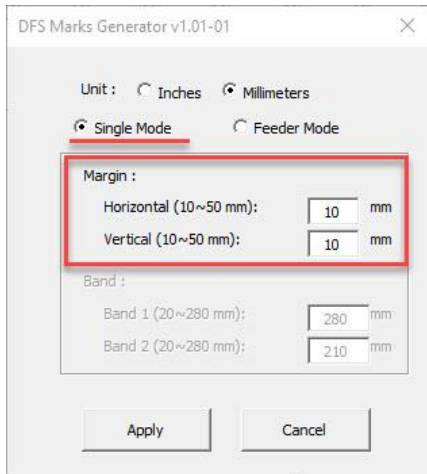 DFS Marks Generator v1.01-01
Unit : Inches Millimeters
Single Mode Feeder Mode
Margin :
Horizontal (10~50 mm): 10 mm
Vertical (10~50 mm): 10 mm
Band :
Band 1 (20~280 mm): 280 mm
Band 2 (20~280 mm): 210 mm
Apply Cancel